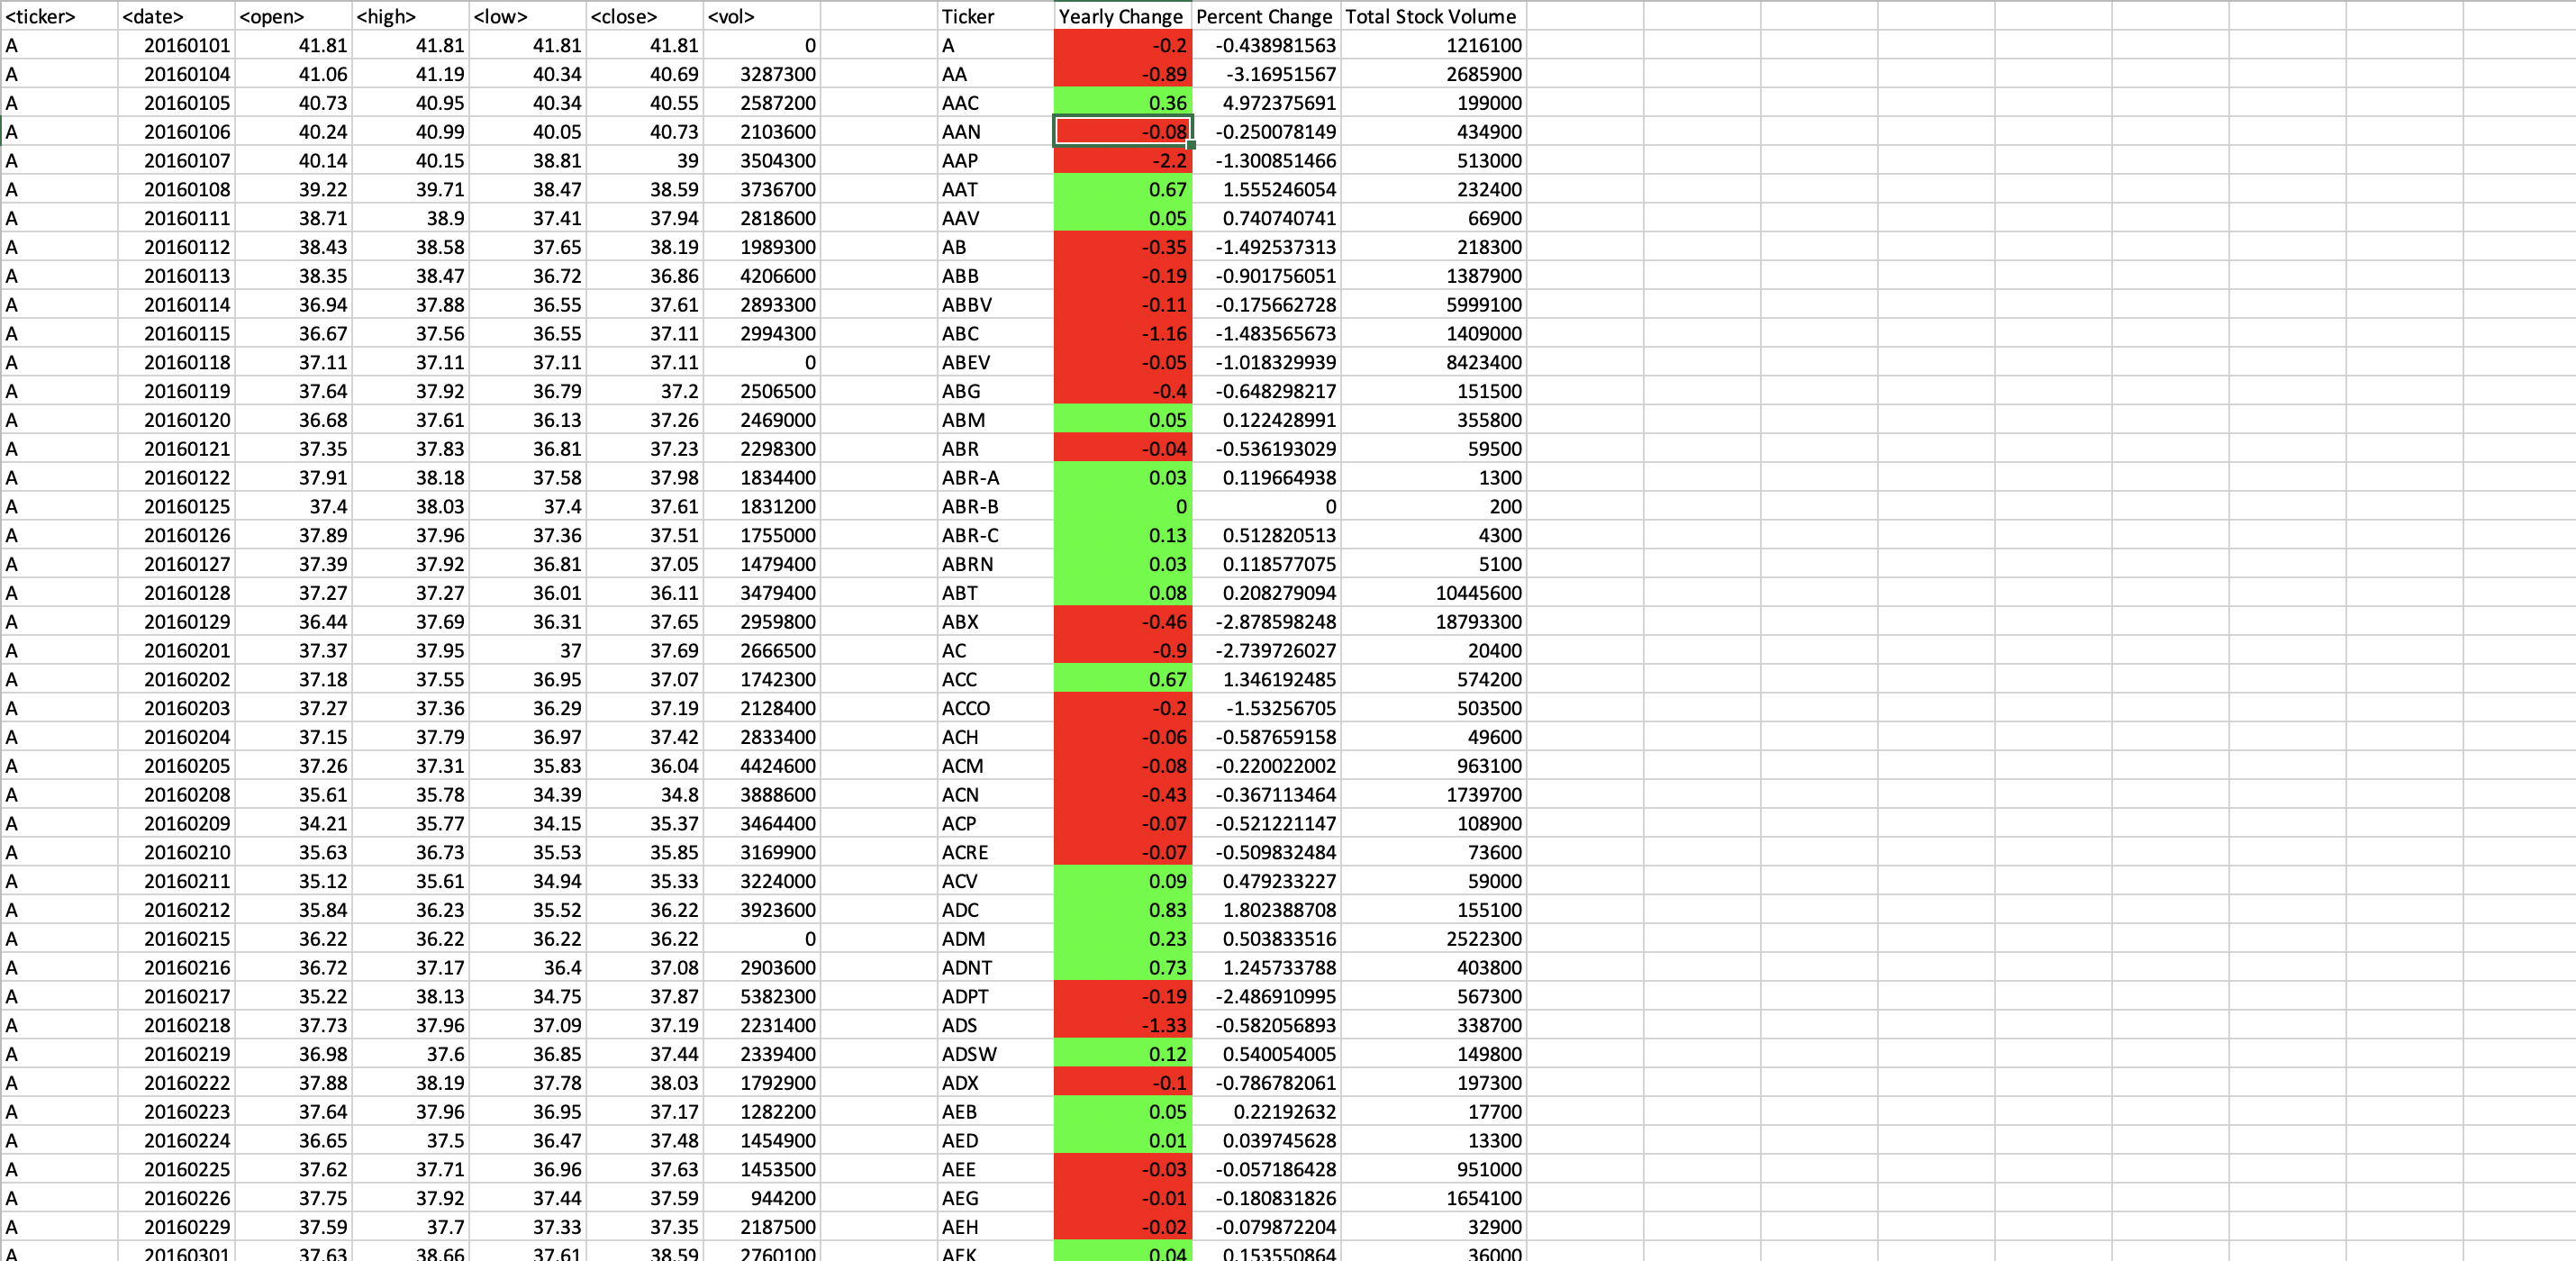 <ticker> <date> <open> <high> <low> <close> <vol> Ticker Yearly Change Percent Change Total Stock Volume
A 20160101 41.81 41.81 41.81 41.81 0 A -0.2 -0.438981563 1216100
A 20160104 41.06 41.19 40.34 40.69 3287300 AA -0.89 -3.16951567 2685900
A 20160105 40.73 40.95 40.34 40.55 2587200 AAC 0.36 4.972375691 199000
A 20160106 40.24 40.99 40.05 40.73 2103600 AAN -0.08 -0.250078149 434900
A 20160107 40.14 40.15 38.81 39 3504300 AAP -2.2 -1.300851466 513000
A 20160108 39.22 39.71 38.47 38.59 3736700 AAT 0.67 1.555246054 232400
A 20160111 38.71 38.9 37.41 37.94 2818600 AAV 0.05 0.740740741 66900
A 20160112 38.43 38.58 37.65 38.19 1989300 AB -0.35 -1.492537313 218300
A 20160113 38.35 38.47 36.72 36.86 4206600 ABB -0.19 -0.901756051 1387900
A 20160114 36.94 37.88 36.55 37.61 2893300 ABBV -0.11 -0.175662728 5999100
A 20160115 36.67 37.56 36.55 37.11 2994300 ABC -1.16 -1.483565673 1409000
A 20160118 37.11 37.11 37.11 37.11 0 ABEV -0.05 -1.018329939 8423400
A 20160119 37.64 37.92 36.79 37.2 2506500 ABG -0.4 -0.648298217 151500
A 20160120 36.68 37.61 36.13 37.26 2469000 ABM 0.05 0.122428991 355800
A 20160121 37.35 37.83 36.81 37.23 2298300 ABR -0.04 -0.536193029 59500
A 20160122 37.91 38.18 37.58 37.98 1834400 ABR-A 0.03 0.119664938 1300
A 20160125 37.4 38.03 37.4 37.61 1831200 ABR-B 0 0 200
A 20160126 37.89 37.96 37.36 37.51 1755000 ABR-C 0.13 0.512820513 4300
A 20160127 37.39 37.92 36.81 37.05 1479400 ABRN 0.03 0.118577075 5100
A 20160128 37.27 37.27 36.01 36.11 3479400 ABT 0.08 0.208279094 10445600
A 20160129 36.44 37.69 36.31 37.65 2959800 ABX -0.46 -2.878598248 18793300
A 20160201 37.37 37.95 37 37.69 2666500 AC -0.9 -2.739726027 20400
A 20160202 37.18 37.55 36.95 37.07 1742300 ACC 0.67 1.346192485 574200
A 20160203 37.27 37.36 36.29 37.19 2128400 ACCO -0.2 -1.53256705 503500
A 20160204 37.15 37.79 36.97 37.42 2833400 ACH -0.06 -0.587659158 49600
A 20160205 37.26 37.31 35.83 36.04 4424600 ACM -0.08 -0.220022002 963100
A 20160208 35.61 35.78 34.39 34.8 3888600 ACN -0.43 -0.367113464 1739700
A 20160209 34.21 35.77 34.15 35.37 3464400 ACP -0.07 -0.521221147 108900
A 20160210 35.63 36.73 35.53 35.85 3169900 ACRE -0.07 -0.509832484 73600
A 20160211 35.12 35.61 34.94 35.33 3224000 ACV 0.09 0.479233227 59000
A 20160212 35.84 36.23 35.52 36.22 3923600 ADC 0.83 1.802388708 155100
A 20160215 36.22 36.22 36.22 36.22 0 ADM 0.23 0.503833516 2522300
A 20160216 36.72 37.17 36.4 37.08 2903600 ADNT 0.73 1.245733788 403800
A 20160217 35.22 38.13 34.75 37.87 5382300 ADPT -0.19 -2.486910995 567300
A 20160218 37.73 37.96 37.09 37.19 2231400 ADS -1.33 -0.582056893 338700
A 20160219 36.98 37.6 36.85 37.44 2339400 ADSW 0.12 0.540054005 149800
A 20160222 37.88 38.19 37.78 38.03 1792900 ADX -0.1 -0.786782061 197300
A 20160223 37.64 37.96 36.95 37.17 1282200 AEB 0.05 0.22192632 17700
A 20160224 36.65 37.5 36.47 37.48 1454900 AED 0.01 0.039745628 13300
A 20160225 37.62 37.71 36.96 37.63 1453500 AEE -0.03 -0.057186428 951000
A 20160226 37.75 37.92 37.44 37.59 944200 AEG -0.01 -0.180831826 1654100
A 20160229 37.59 37.7 37.33 37.35 2187500 AEH -0.02 -0.079872204 32900
A 20160301 37.63 38.66 37.61 38.59 2760100 AEK 0.04 0.153550864 36000